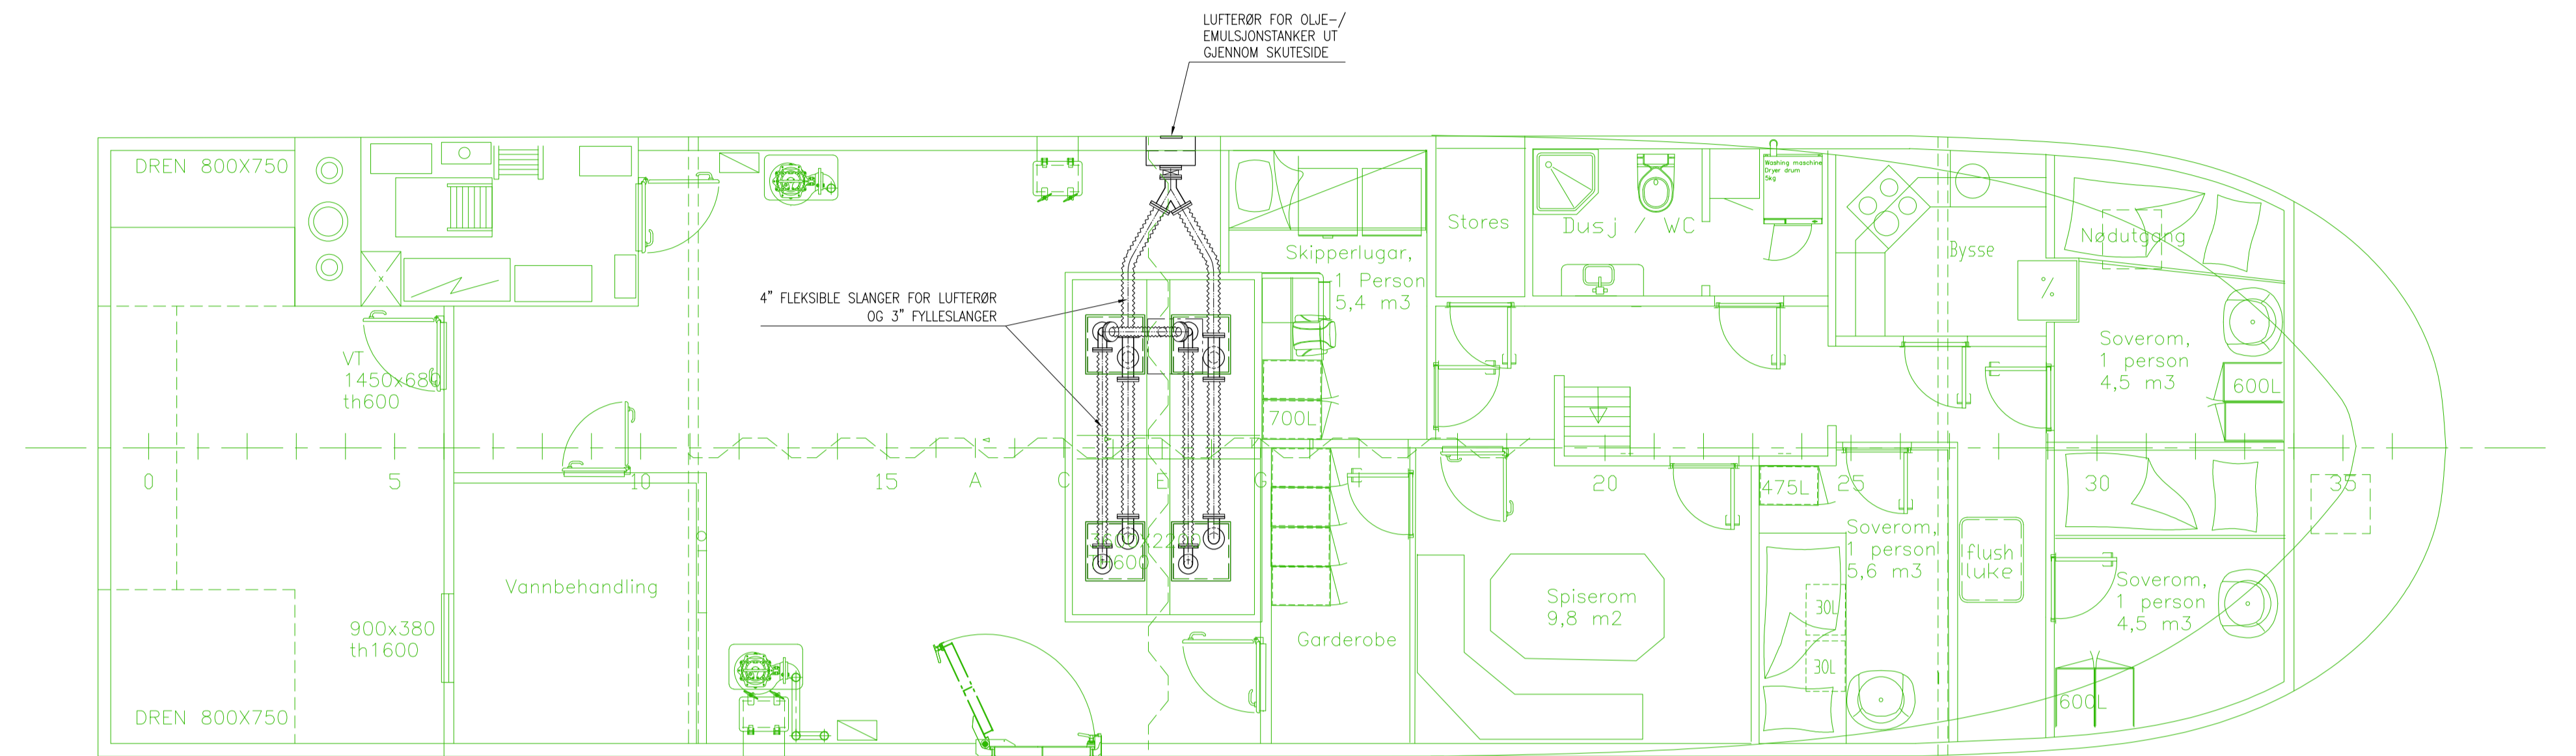 LUFTERØR FOR OLJE-/
EMULSJONSTANKER UT
GJENNOM SKUTESIDE
DREN 800X750
Washing maschine
Dryer drum
5kg
Stores
Dusj / WC
Skipperlugar,
1 Person
5,4 m3
Bysse
Nødutgang
%
4" FLEKSIBLE SLANGER FOR LUFTERØR
OG 3" FYLLESLANGER
VT
1450x680
th600
Soverom,
1 person
4,5 m3
600L
700L
0
5
10
15
A
C
E
G
20
475L
25
30
35
Soverom,
1 person
5,6 m3
flush
luke
Vannbehandling
Spiserom
9,8 m2
30L
30L
Soverom,
1 person
4,5 m3
900x380
th1600
Garderobe
600L
DREN 800X750